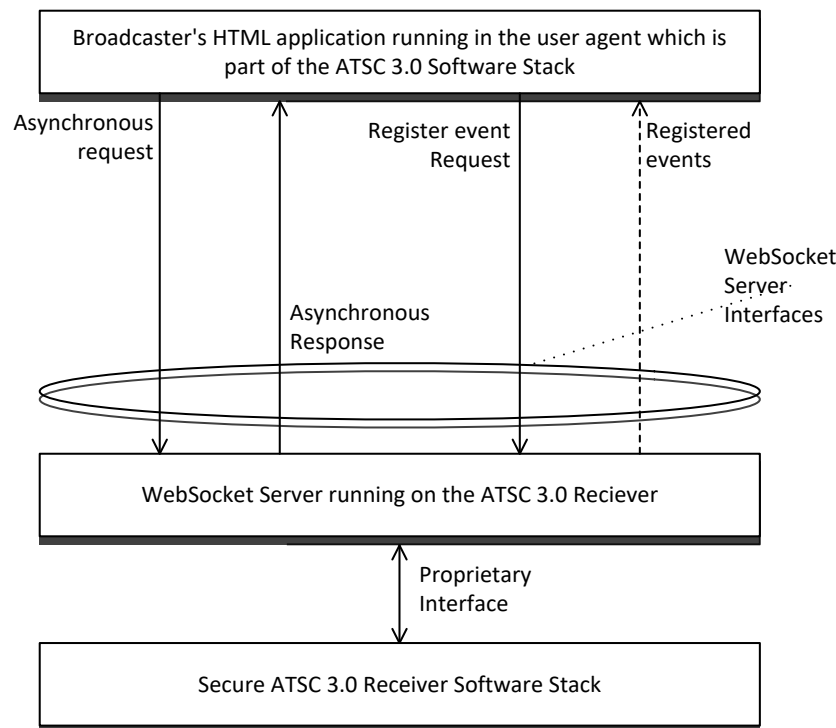 Broadcaster's HTML application running in the user agent which is
part of the ATSC 3.0 Software Stack
Asynchronous
request
Register event
Request
Registered
events
WebSocket
Server
Interfaces
Asynchronous
Response
WebSocket Server running on the ATSC 3.0 Reciever
Proprietary
Interface
Secure ATSC 3.0 Receiver Software Stack